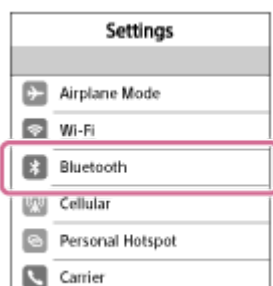 Settings
Airplane Mode
Wi-Fi
Bluetooth
Cellular
Personal Hotspot
Carrier